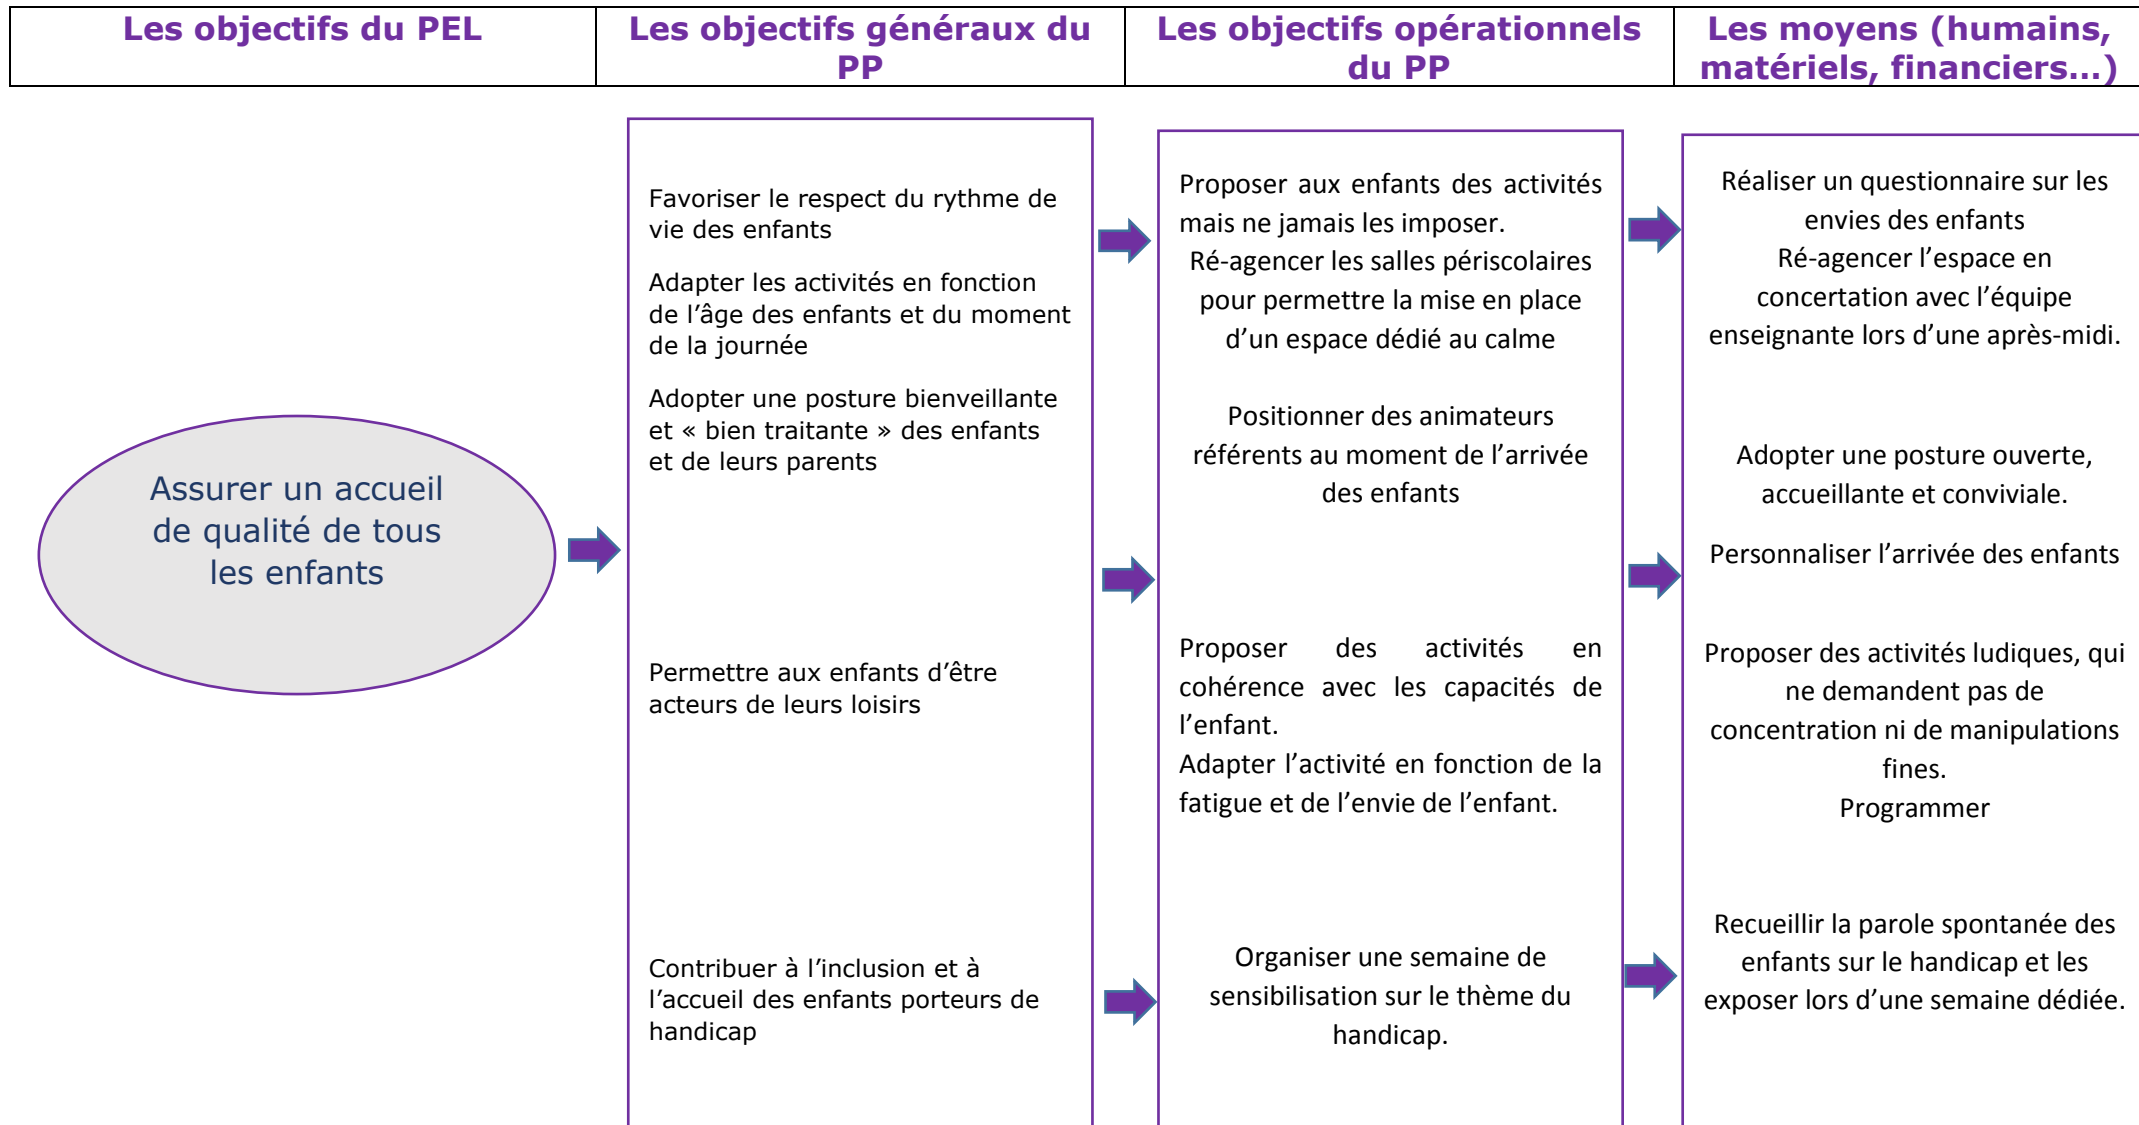 Les objectifs du PEL
Les objectifs généraux du
PP
Les objectifs opérationnels
du PP
Les moyens (humains,
matériels, financiers…)
Assurer un accueil
de qualité de tous
les enfants
Favoriser le respect du rythme de
vie des enfants
Adapter les activités en fonction
de l’âge des enfants et du moment
de la journée
Adopter une posture bienveillante
et « bien traitante » des enfants
et de leurs parents
Permettre aux enfants d’être
acteurs de leurs loisirs
Contribuer à l’inclusion et à
l’accueil des enfants porteurs de
handicap
Proposer aux enfants des activités
mais ne jamais les imposer.
Ré-agencer les salles périscolaires
pour permettre la mise en place
d’un espace dédié au calme
Positionner des animateurs
référents au moment de l’arrivée
des enfants
Proposer des activités en
cohérence avec les capacités de
l’enfant.
Adapter l’activité en fonction de la
fatigue et de l’envie de l’enfant.
Organiser une semaine de
sensibilisation sur le thème du
handicap.
Réaliser un questionnaire sur les
envies des enfants
Ré-agencer l’espace en
concertation avec l’équipe
enseignante lors d’une après-midi.
Adopter une posture ouverte,
accueillante et conviviale.
Personnaliser l’arrivée des enfants
Proposer des activités ludiques, qui
ne demandent pas de
concentration ni de manipulations
fines.
Programmer
Recueillir la parole spontanée des
enfants sur le handicap et les
exposer lors d’une semaine dédiée.